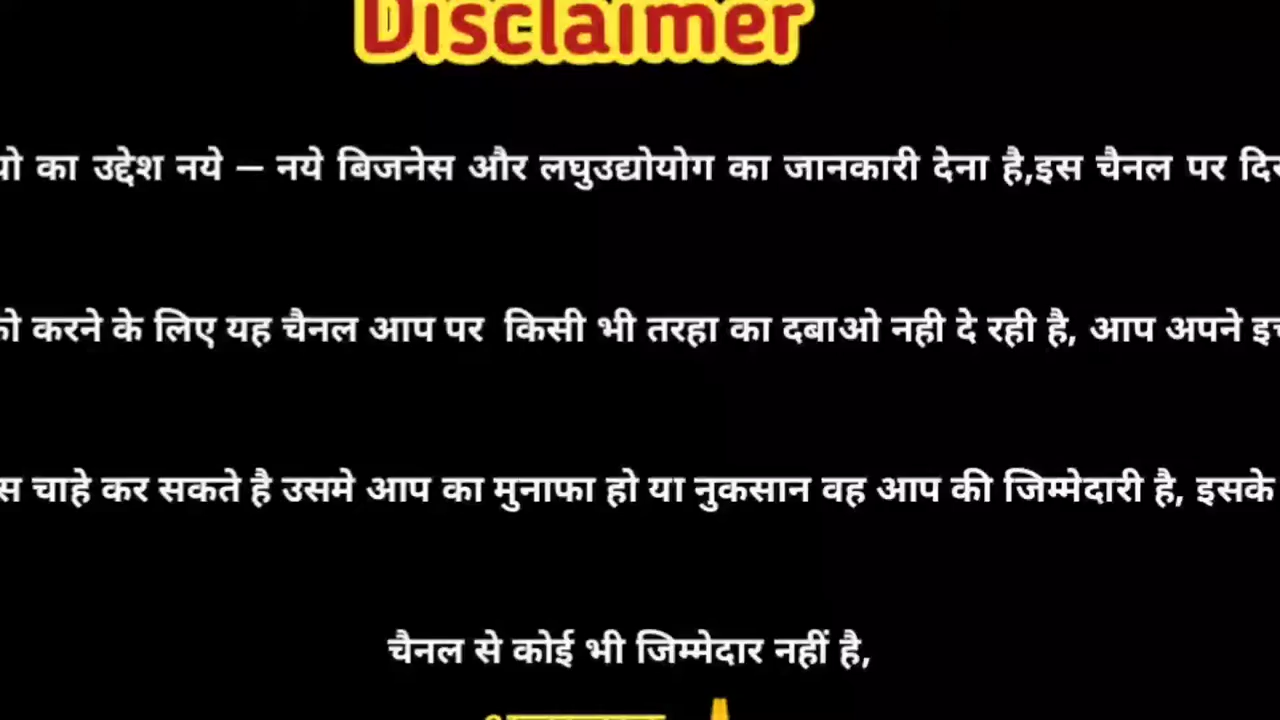 Disclaimer
का उद्देश नये – नये बिजनेस और लघुउद्योयोग का जानकारी देना है,इस चैनल पर
करने के लिए यह चैनल आप पर किसी भी तरहा का दबाओ नही दे रही है, आप अपने
चाहे कर सकते है उसमे आप का मुनाफा हो या नुकसान वह आप की जिम्मेदारी है, इसके
चैनल से कोई भी जिम्मेदार नहीं है,